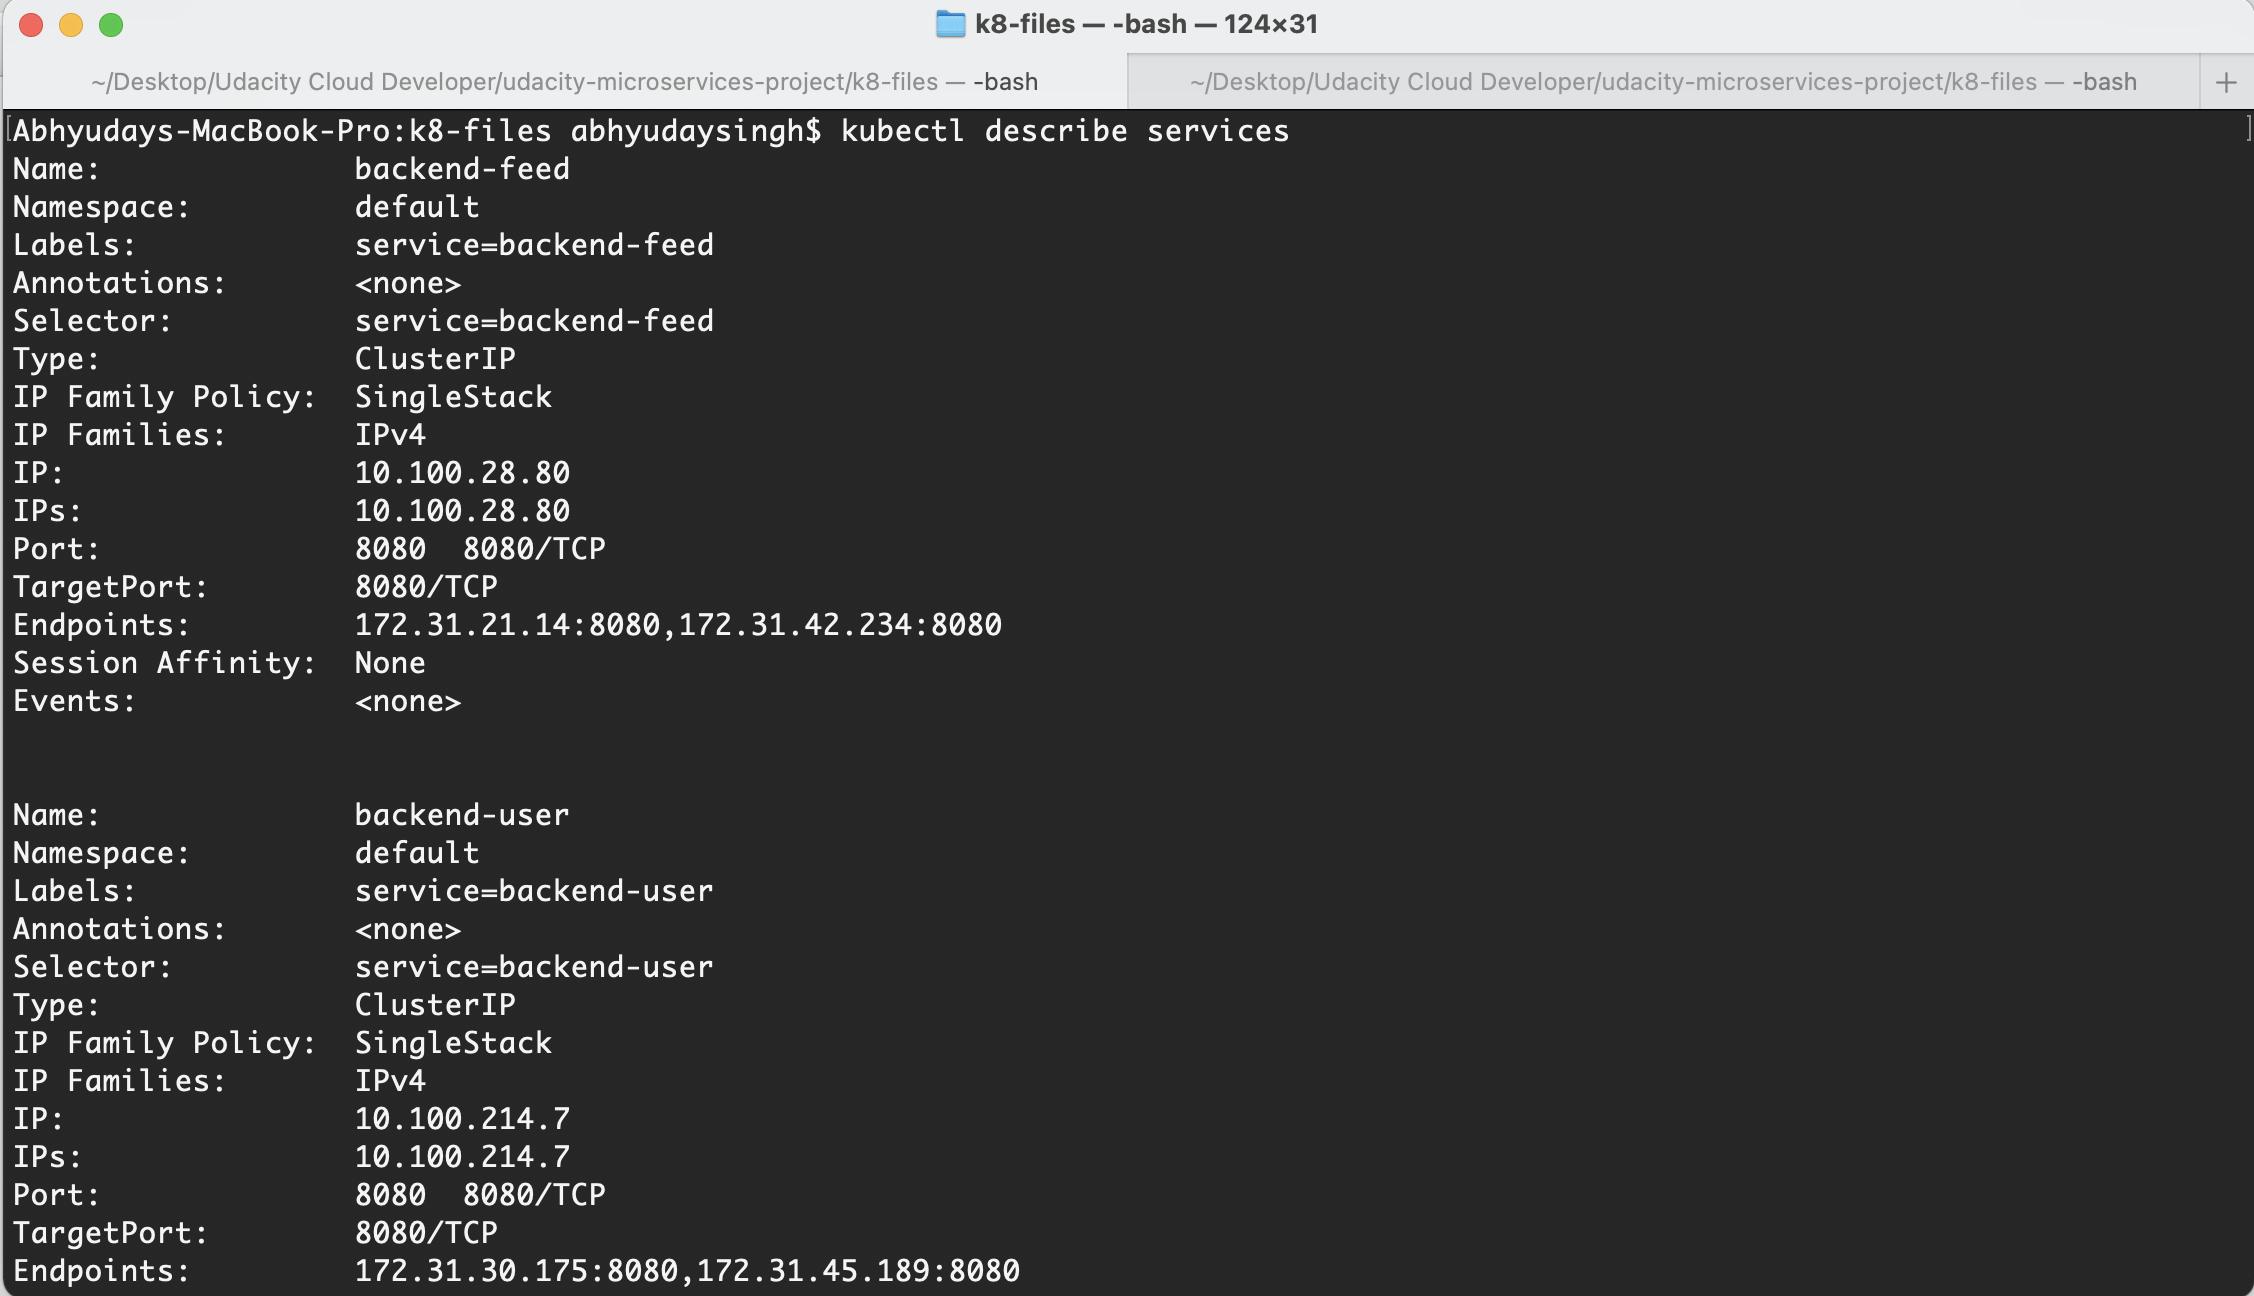 k8-files — -bash — 124×31
~/Desktop/Udacity Cloud Developer/udacity-microservices-project/k8-files — -bash
~/Desktop/Udacity Cloud Developer/udacity-microservices-project/k8-files — -bash
+
[Abhyudays-MacBook-Pro:k8-files abhyudaysingh$ kubectl describe services ]
Name:              backend-feed
Namespace:         default
Labels:            service=backend-feed
Annotations:       <none>
Selector:          service=backend-feed
Type:              ClusterIP
IP Family Policy:  SingleStack
IP Families:       IPv4
IP:                10.100.28.80
IPs:               10.100.28.80
Port:              8080  8080/TCP
TargetPort:        8080/TCP
Endpoints:         172.31.21.14:8080,172.31.42.234:8080
Session Affinity:  None
Events:            <none>
Name:              backend-user
Namespace:         default
Labels:            service=backend-user
Annotations:       <none>
Selector:          service=backend-user
Type:              ClusterIP
IP Family Policy:  SingleStack
IP Families:       IPv4
IP:                10.100.214.7
IPs:               10.100.214.7
Port:              8080  8080/TCP
TargetPort:        8080/TCP
Endpoints:         172.31.30.175:8080,172.31.45.189:8080